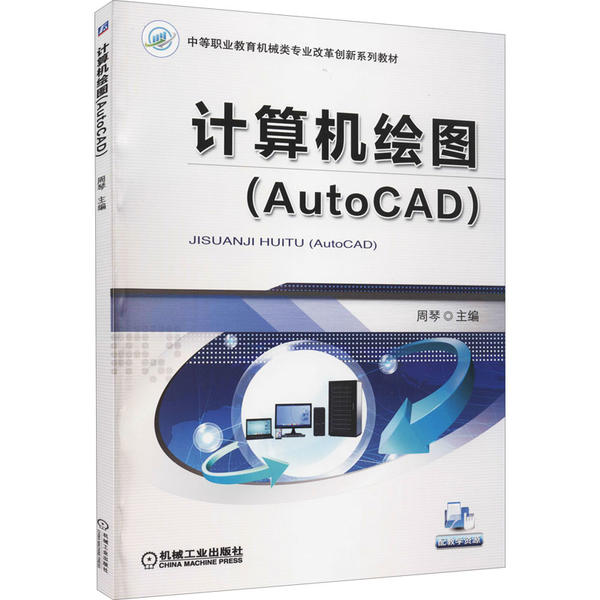 中等职业教育机械类专业改革创新系列教材
计算机绘图
(AutoCAD)
JISUANJI HUITU (AutoCAD)
周琴◎主编
配教学资源
机械工业出版社
CHINA MACHINE PRESS
计算机绘图(AutoCAD)
周琴 主编